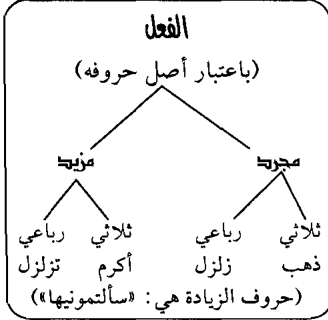 الفعل
(باعتبار أصل حروفه)
مجرد مزيد
ثلاثي رباعي ثلاثي رباعي
ذهب زلزل أكرم تزلزل
(حروف الزيادة هي: «سألتمونيها»)